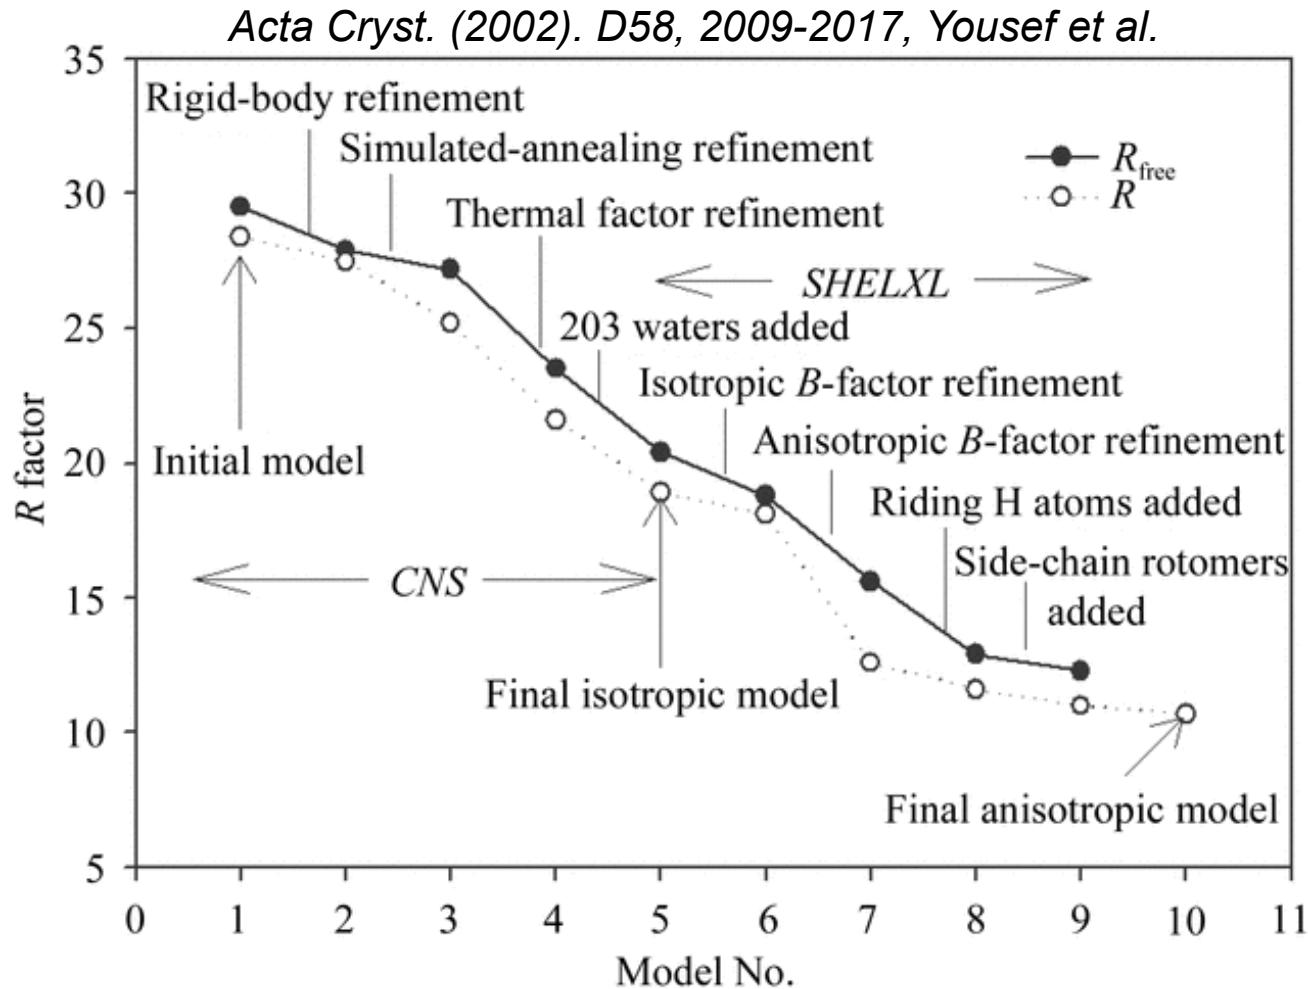 Acta Cryst. (2002). D58, 2009-2017, Yousef et al.
35
Rigid-body refinement
Simulated-annealing refinement
Rfree
R
30
Thermal factor refinement
SHELXL
25
203 waters added
Isotropic B-factor refinement
Anisotropic B-factor refinement
R factor
20
Initial model
Riding H atoms added
Side-chain rotomers
added
CNS
15
Final isotropic model
10
Final anisotropic model
5
0 1 2 3 4 5 6 7 8 9 10 11
Model No.